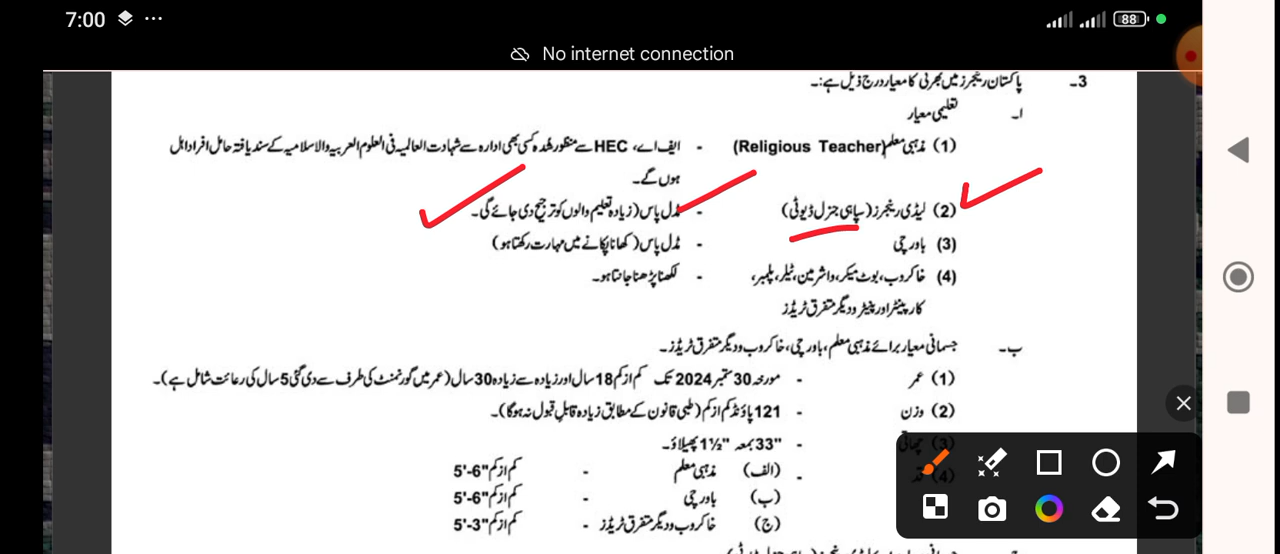 7:00
88
No internet connection
3۔ پاکستان رینجرز میں بھرتی کا معیار درج ذیل ہے:۔
ا۔ تعلیمی معیار
(1) مذہبی معلم (Religious Teacher) - ایف اے، HEC سے منظور شدہ کسی بھی ادارہ سے شہادت العالمیہ فی العلوم العربیہ والاسلامیہ کے سند یافتہ حامل افراد اہل
ہوں گے۔
(2) لیڈی رینجرز (سپاہی جنرل ڈیوٹی) - مڈل پاس (زیادہ تعلیم والوں کو ترجیح دی جائے گی۔
(3) باورچی - مڈل پاس (کھانا پکانے میں مہارت رکھتا ہو)
(4) خاکروب، بوٹ میکر، واشر مین، ٹیلر، پلمبر، - لکھنا پڑھنا جانتا ہو۔
کارپینٹر اور پینٹر و دیگر متفرق ٹریڈز
ب۔ جسمانی معیار برائے مذہبی معلم، باورچی، خاکروب و دیگر متفرق ٹریڈز۔
(1) عمر - مورخہ 30 ستمبر 2024 تک کم از کم 18 سال اور زیادہ سے زیادہ 30 سال (عمر میں گورنمنٹ کی طرف سے دی گئی 5 سال کی رعائت شامل ہے)۔
(2) وزن - 121 پاؤنڈ کم از کم (طبی قانون کے مطابق زیادہ قابل قبول نہ ہوگا)۔
(3) چھاتی - 33" بمعہ 1½" پھیلاؤ۔
(4) قد - (الف) مذہبی معلم - کم از کم 5'-6"
(ب) باورچی - کم از کم 5'-6"
(ج) خاکروب و دیگر متفرق ٹریڈز - کم از کم 5'-3"